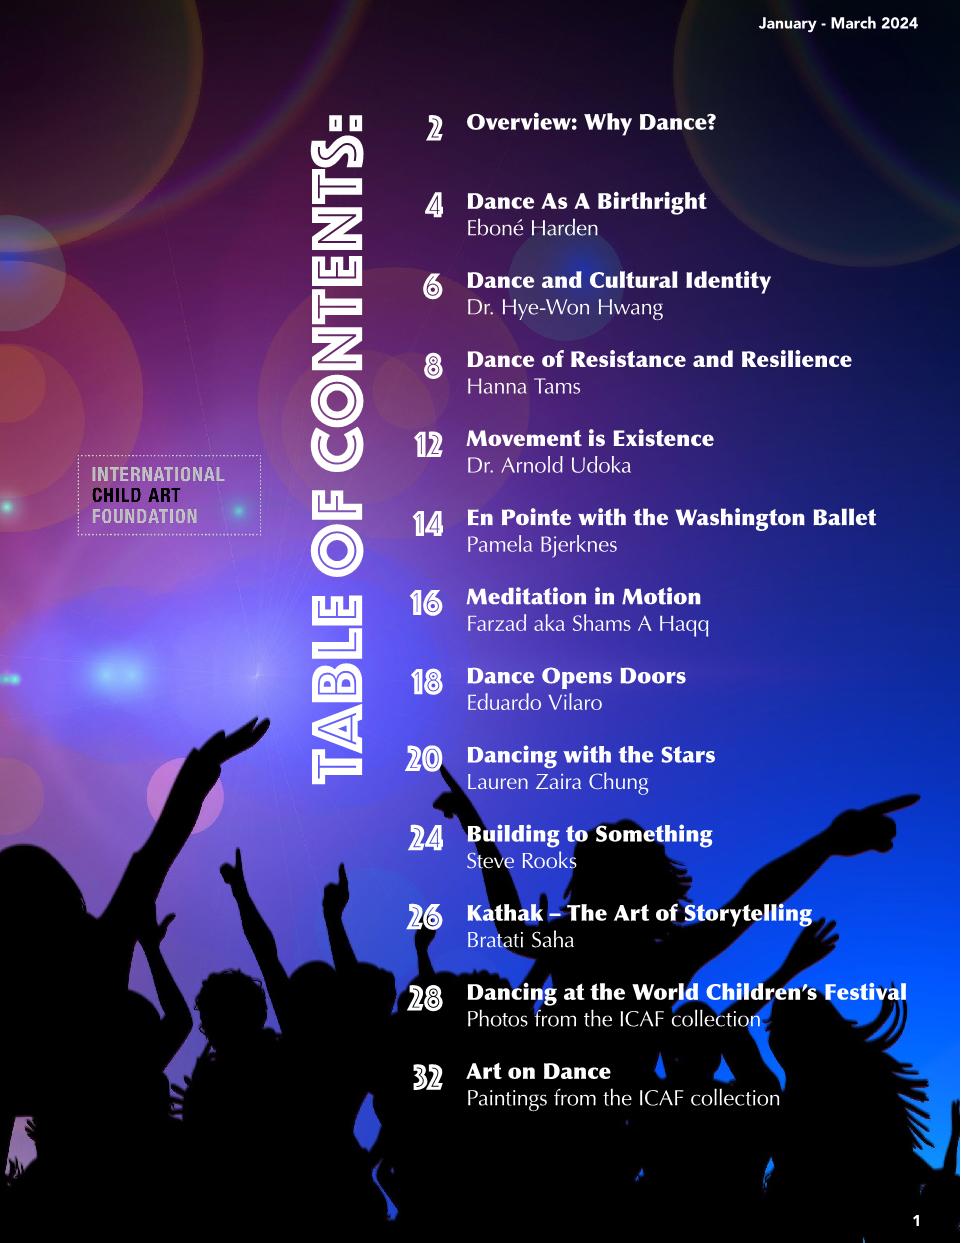 January - March 2024
TABLE OF CONTENTS:
2 Overview: Why Dance?
4 Dance As A Birthright
Eboné Harden
6 Dance and Cultural Identity
Dr. Hye-Won Hwang
8 Dance of Resistance and Resilience
Hanna Tams
12 Movement is Existence
Dr. Arnold Udoka
14 En Pointe with the Washington Ballet
Pamela Bjerknes
16 Meditation in Motion
Farzad aka Shams A Haqq
18 Dance Opens Doors
Eduardo Vilaro
20 Dancing with the Stars
Lauren Zaira Chung
24 Building to Something
Steve Rooks
26 Kathak – The Art of Storytelling
Bratati Saha
28 Dancing at the World Children’s Festival
Photos from the ICAF collection
32 Art on Dance
Paintings from the ICAF collection
INTERNATIONAL
CHILD ART
FOUNDATION
1